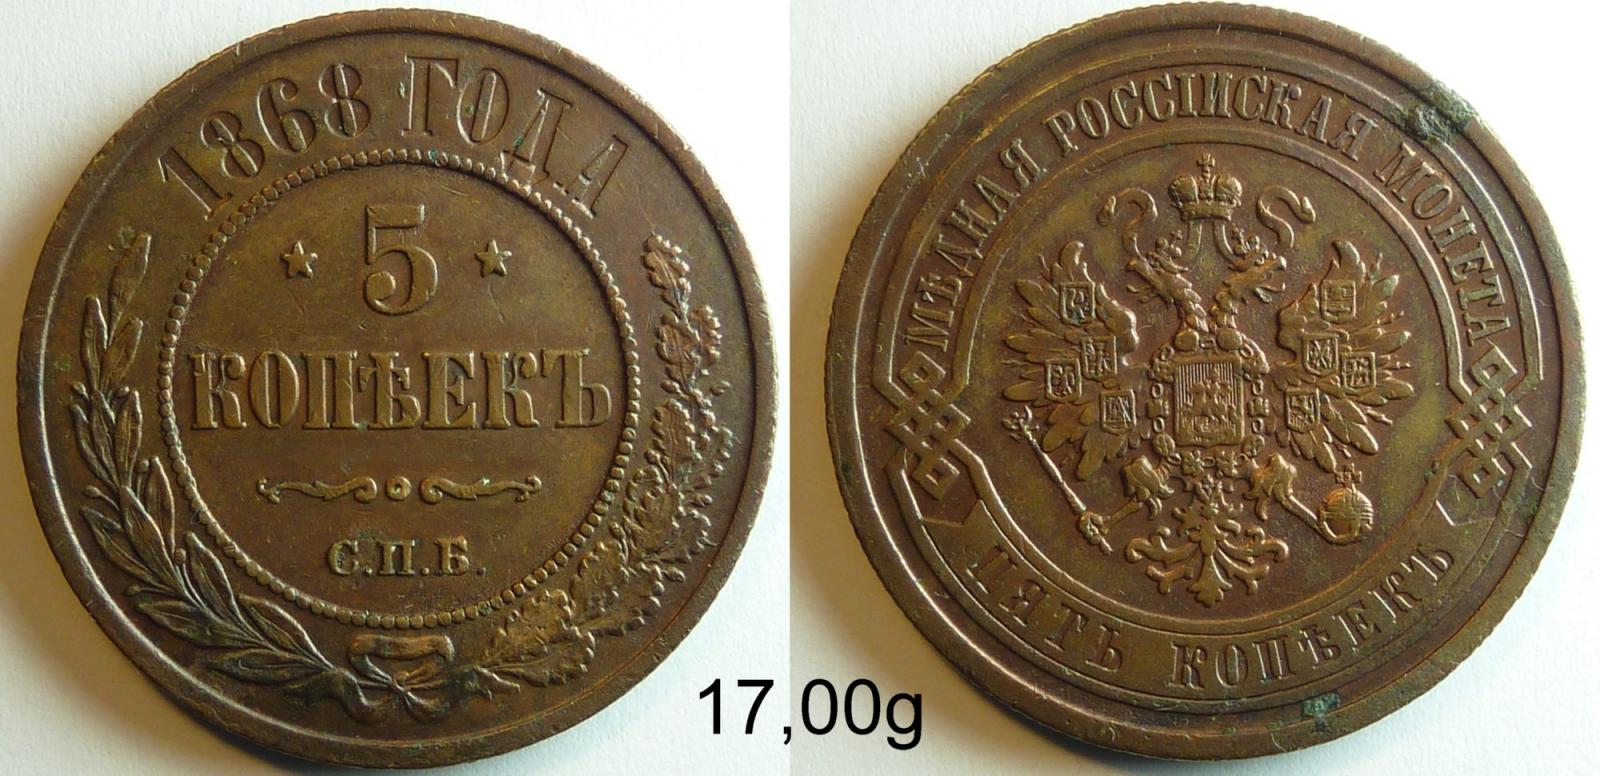 1868 ГОДА
5
КОПѢЕКЪ
С.П.Б.
МѢДНАЯ РОССІЙСКАЯ МОНЕТА
ПЯТЬ КОПѢЕКЪ
17,00g